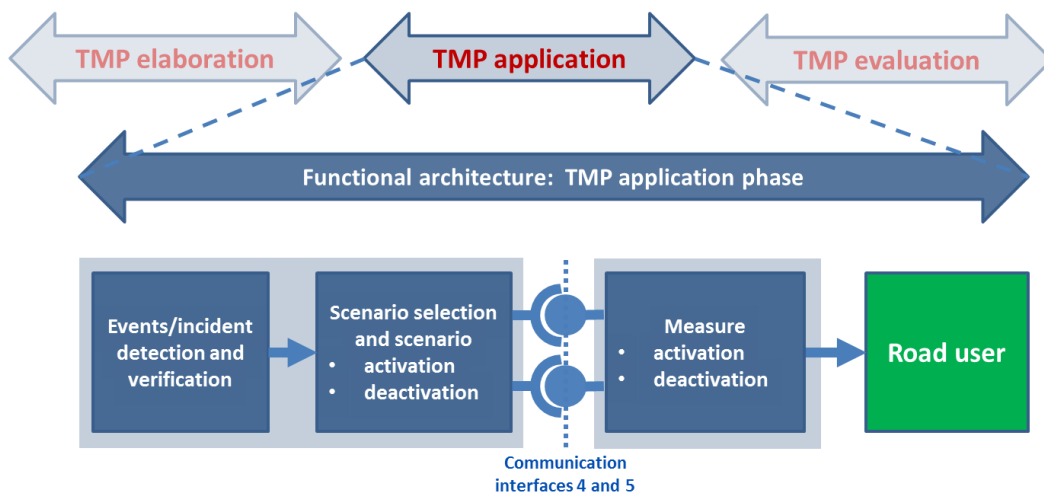 TMP elaboration
TMP application
TMP evaluation
Functional architecture: TMP application phase
Events/incident
detection and
verification
Scenario selection
and scenario
• activation
• deactivation
Measure
• activation
• deactivation
Road user
Communication
interfaces 4 and 5